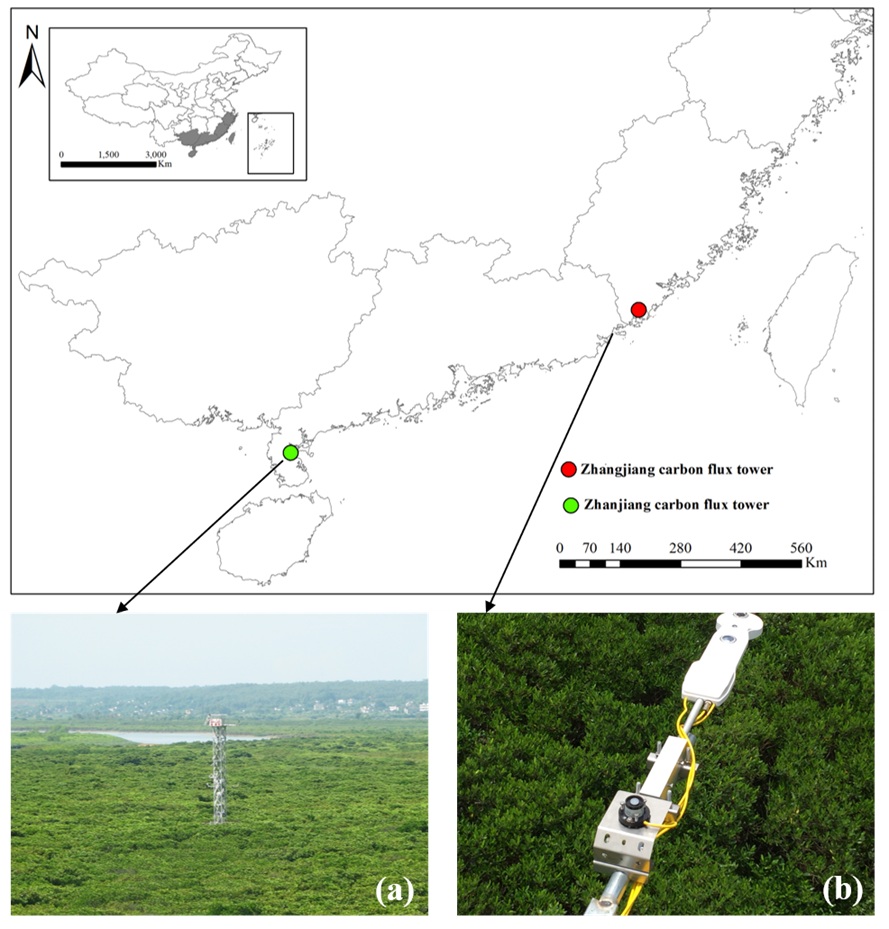 N
0 1,500 3,000
Km
Zhangjiang carbon flux tower
Zhanjiang carbon flux tower
0 70 140 280 420 560
Km
(a)
(b)